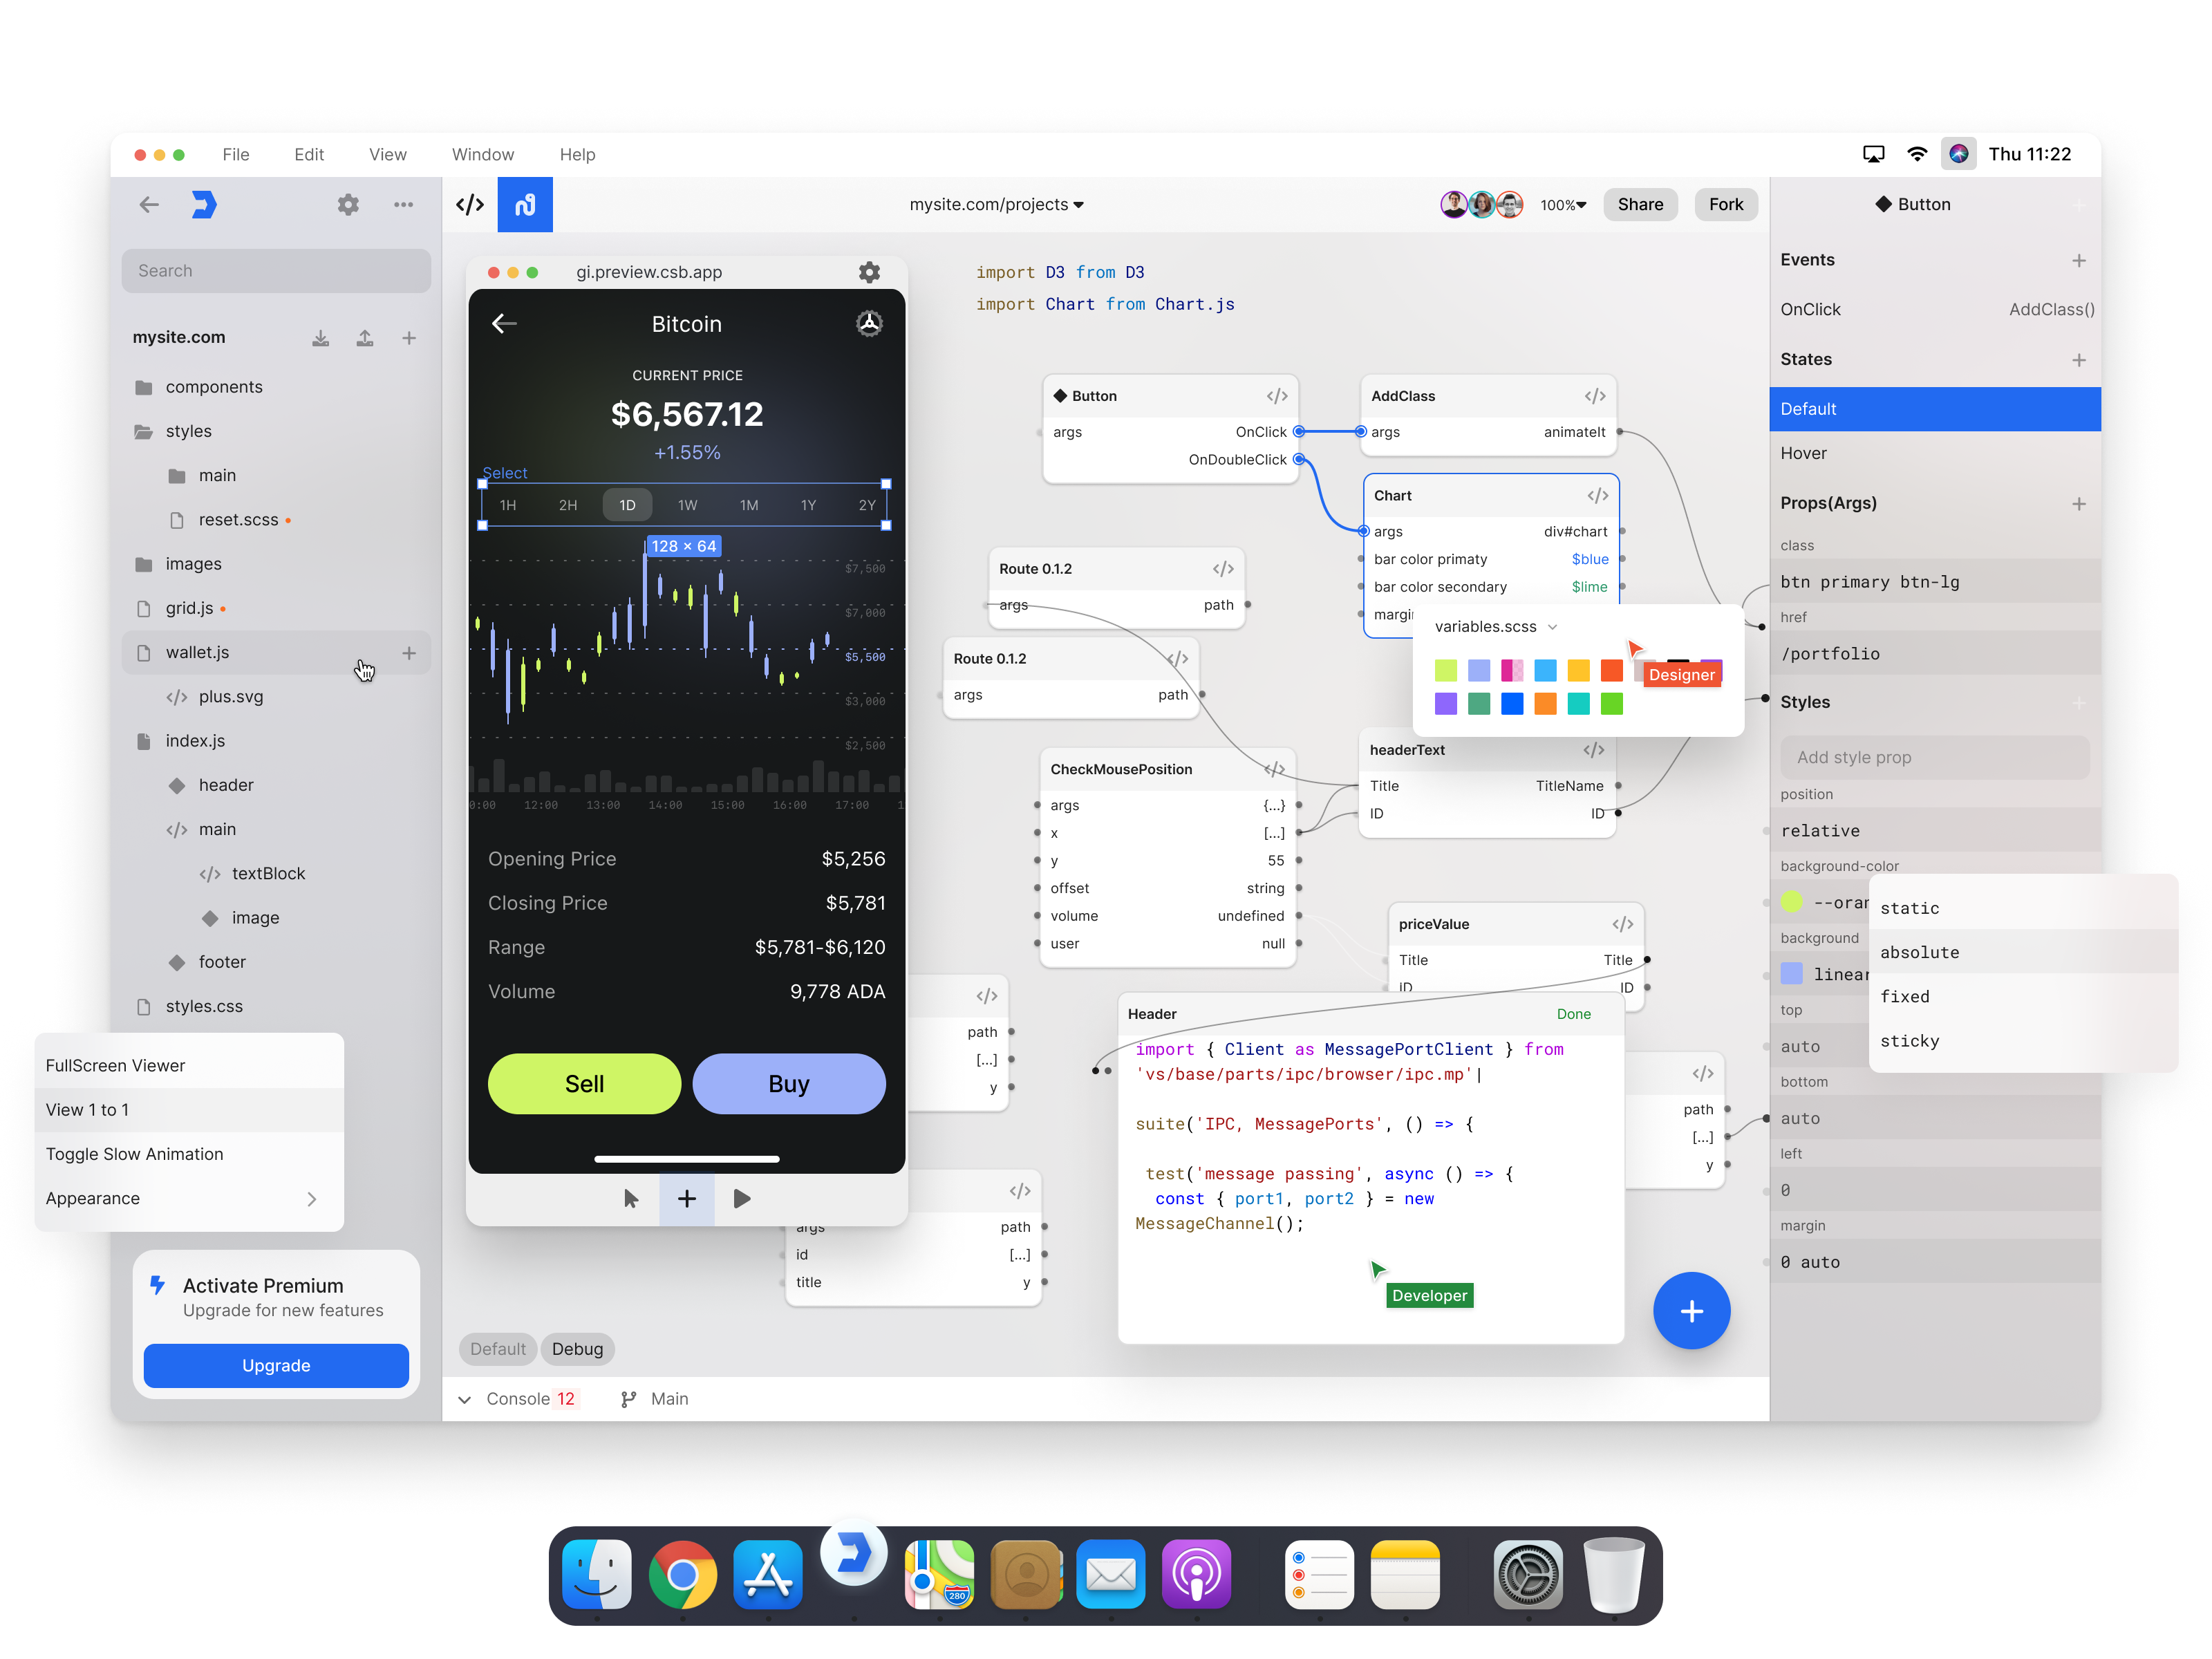 File Edit View Window Help
Thu 11:22
Search
mysite.com
components
styles
main
reset.scss
images
grid.js
wallet.js
plus.svg
index.js
header
main
textBlock
image
footer
styles.css
FullScreen Viewer
View 1 to 1
Toggle Slow Animation
Appearance
Activate Premium
Upgrade for new features
Upgrade
</>
mysite.com/projects
100%
Share
Fork
gi.preview.csb.app
Bitcoin
CURRENT PRICE
$6,567.12
+1.55%
Select
1H 2H 1D 1W 1M 1Y 2Y
128 × 64
$7,500
$7,000
$5,500
$3,000
$2,500
0:00 12:00 13:00 14:00 15:00 16:00 17:00 1
Opening Price $5,256
Closing Price $5,781
Range $5,781-$6,120
Volume 9,778 ADA
Sell
Buy
import D3 from D3
import Chart from Chart.js
Button </>
args OnClick
OnDoubleClick
AddClass </>
args animateIt
Chart </>
args div#chart
bar color primaty $blue
bar color secondary $lime
margi
Route 0.1.2 </>
args path
Route 0.1.2 </>
args path
variables.scss
Designer
CheckMousePosition </>
args {...}
x [...]
y 55
offset string
volume undefined
user null
headerText </>
Title TitleName
ID ID
priceValue </>
Title Title
ID ID
</>
path
[...]
y
</>
args path
id [...]
title y
</>
path
[...]
y
Header Done
import { Client as MessagePortClient } from
'vs/base/parts/ipc/browser/ipc.mp'|
suite('IPC, MessagePorts', () => {
test('message passing', async () => {
const { port1, port2 } = new
MessageChannel();
Developer
Default
Debug
Console 12
Main
Button
Events
OnClick AddClass()
States
Default
Hover
Props(Args)
class
btn primary btn-lg
href
/portfolio
Styles
Add style prop
position
relative
background-color
--oran
background
linear
top
auto
bottom
auto
left
0
margin
0 auto
static
absolute
fixed
sticky
280